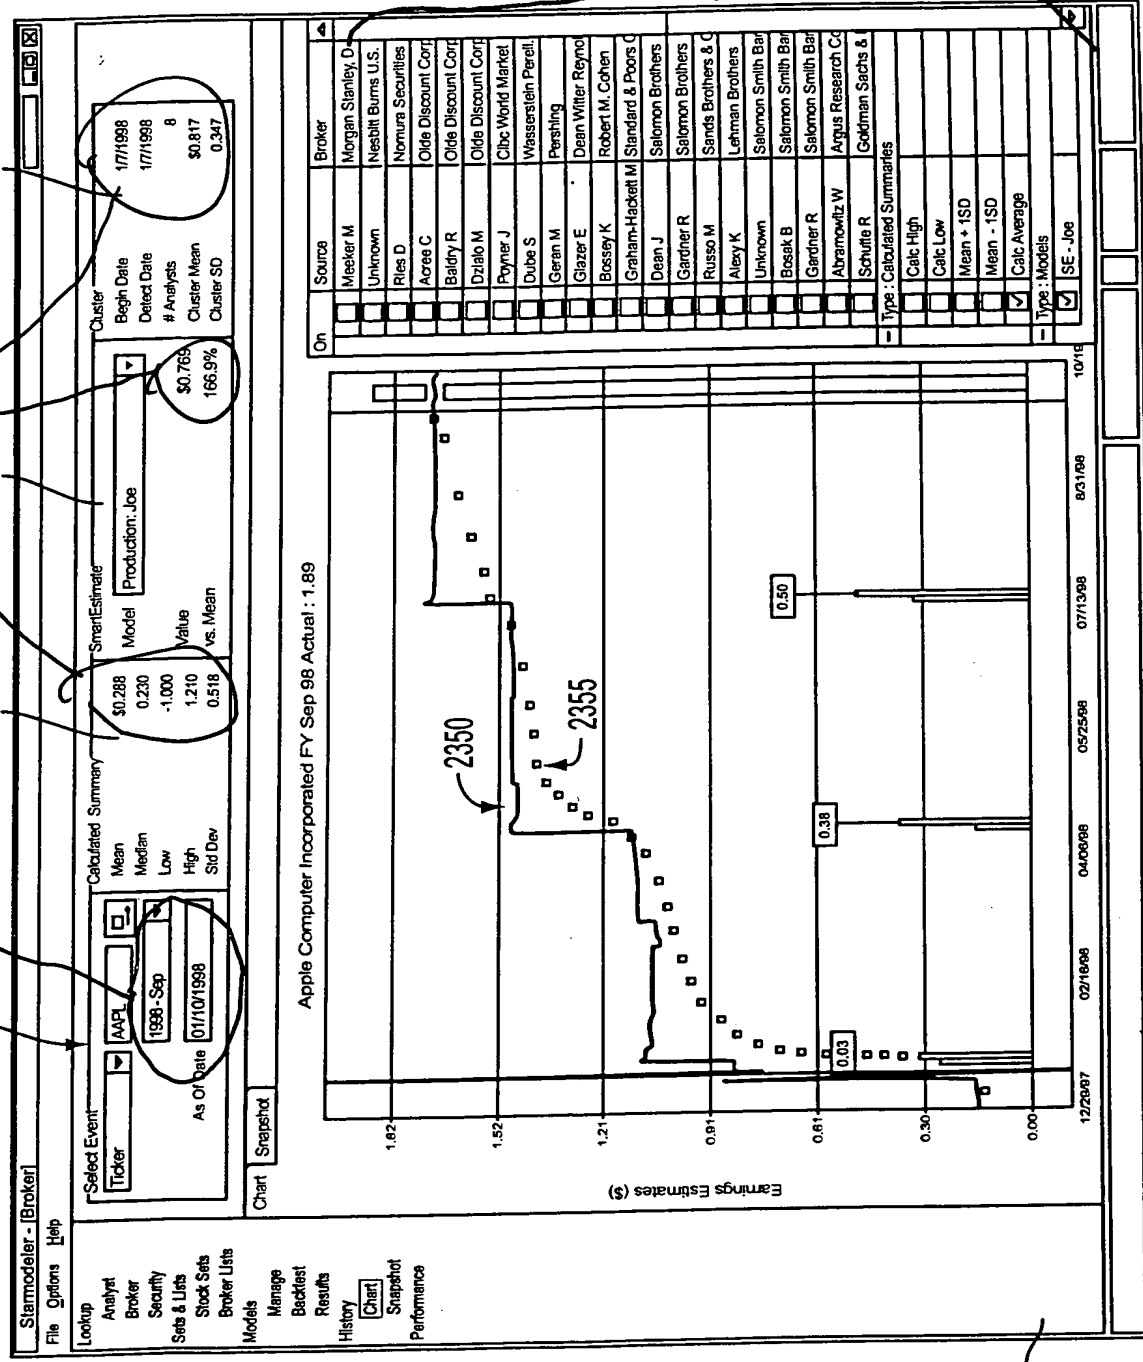 Starmodeler - [Broker]
File Options Help
Lookup
Analyst
Broker
Security
Sets & Lists
Stock Sets
Broker Lists
Models
Manage
Backtest
Results
History
Chart
Snapshot
Performance
Select Event
Ticker AAPL
1998 - Sep
As Of Date 01/10/1998
Calculated Summary
Mean $0.288
Median 0.230
Low -1.000
High 1.210
Std Dev 0.518
SmartEstimate
Model Production: Joe
Value $0.769
vs. Mean 166.9%
Cluster
Begin Date 1/7/1998
Detect Date 1/7/1998
# Analysts 8
Cluster Mean $0.817
Cluster SD 0.347
Chart Snapshot
Apple Computer Incorporated FY Sep 98 Actual : 1.89
Earnings Estimates ($)
1.82
1.52
1.21
0.91
0.61
0.30
0.00
2350
2355
0.03
0.38
0.50
12/29/97 02/16/98 04/06/98 05/25/98 07/13/98 8/31/98 10/19
On Source Broker
Meeker M Morgan Stanley, D
Unknown Nesbitt Burns U.S.
Riles D Nomura Securities
Acree C Olde Discount Corp
Baldry R Olde Discount Corp
Dzialo M Olde Discount Corp
Poyner J Cibc World Market
Dube S Wasserstein Perell.
Geran M Pershing
Glazer E Dean Witter Reynol
Bossey K Robert M. Cohen
Graham-Hackett M Standard & Poors C
Dean J Salomon Brothers
Gardner R Salomon Brothers
Russo M Sands Brothers & C
Alexy K Lehman Brothers
Unknown Salomon Smith Bar
Bosak B Salomon Smith Bar
Gardner R Salomon Smith Bar
Abramowitz W Argus Research Co
Schutte R Goldman Sachs &
- Type : Calculated Summaries
Calc High
Calc Low
Mean + 1SD
Mean - 1SD
Calc Average
- Type : Models
SE - Joe